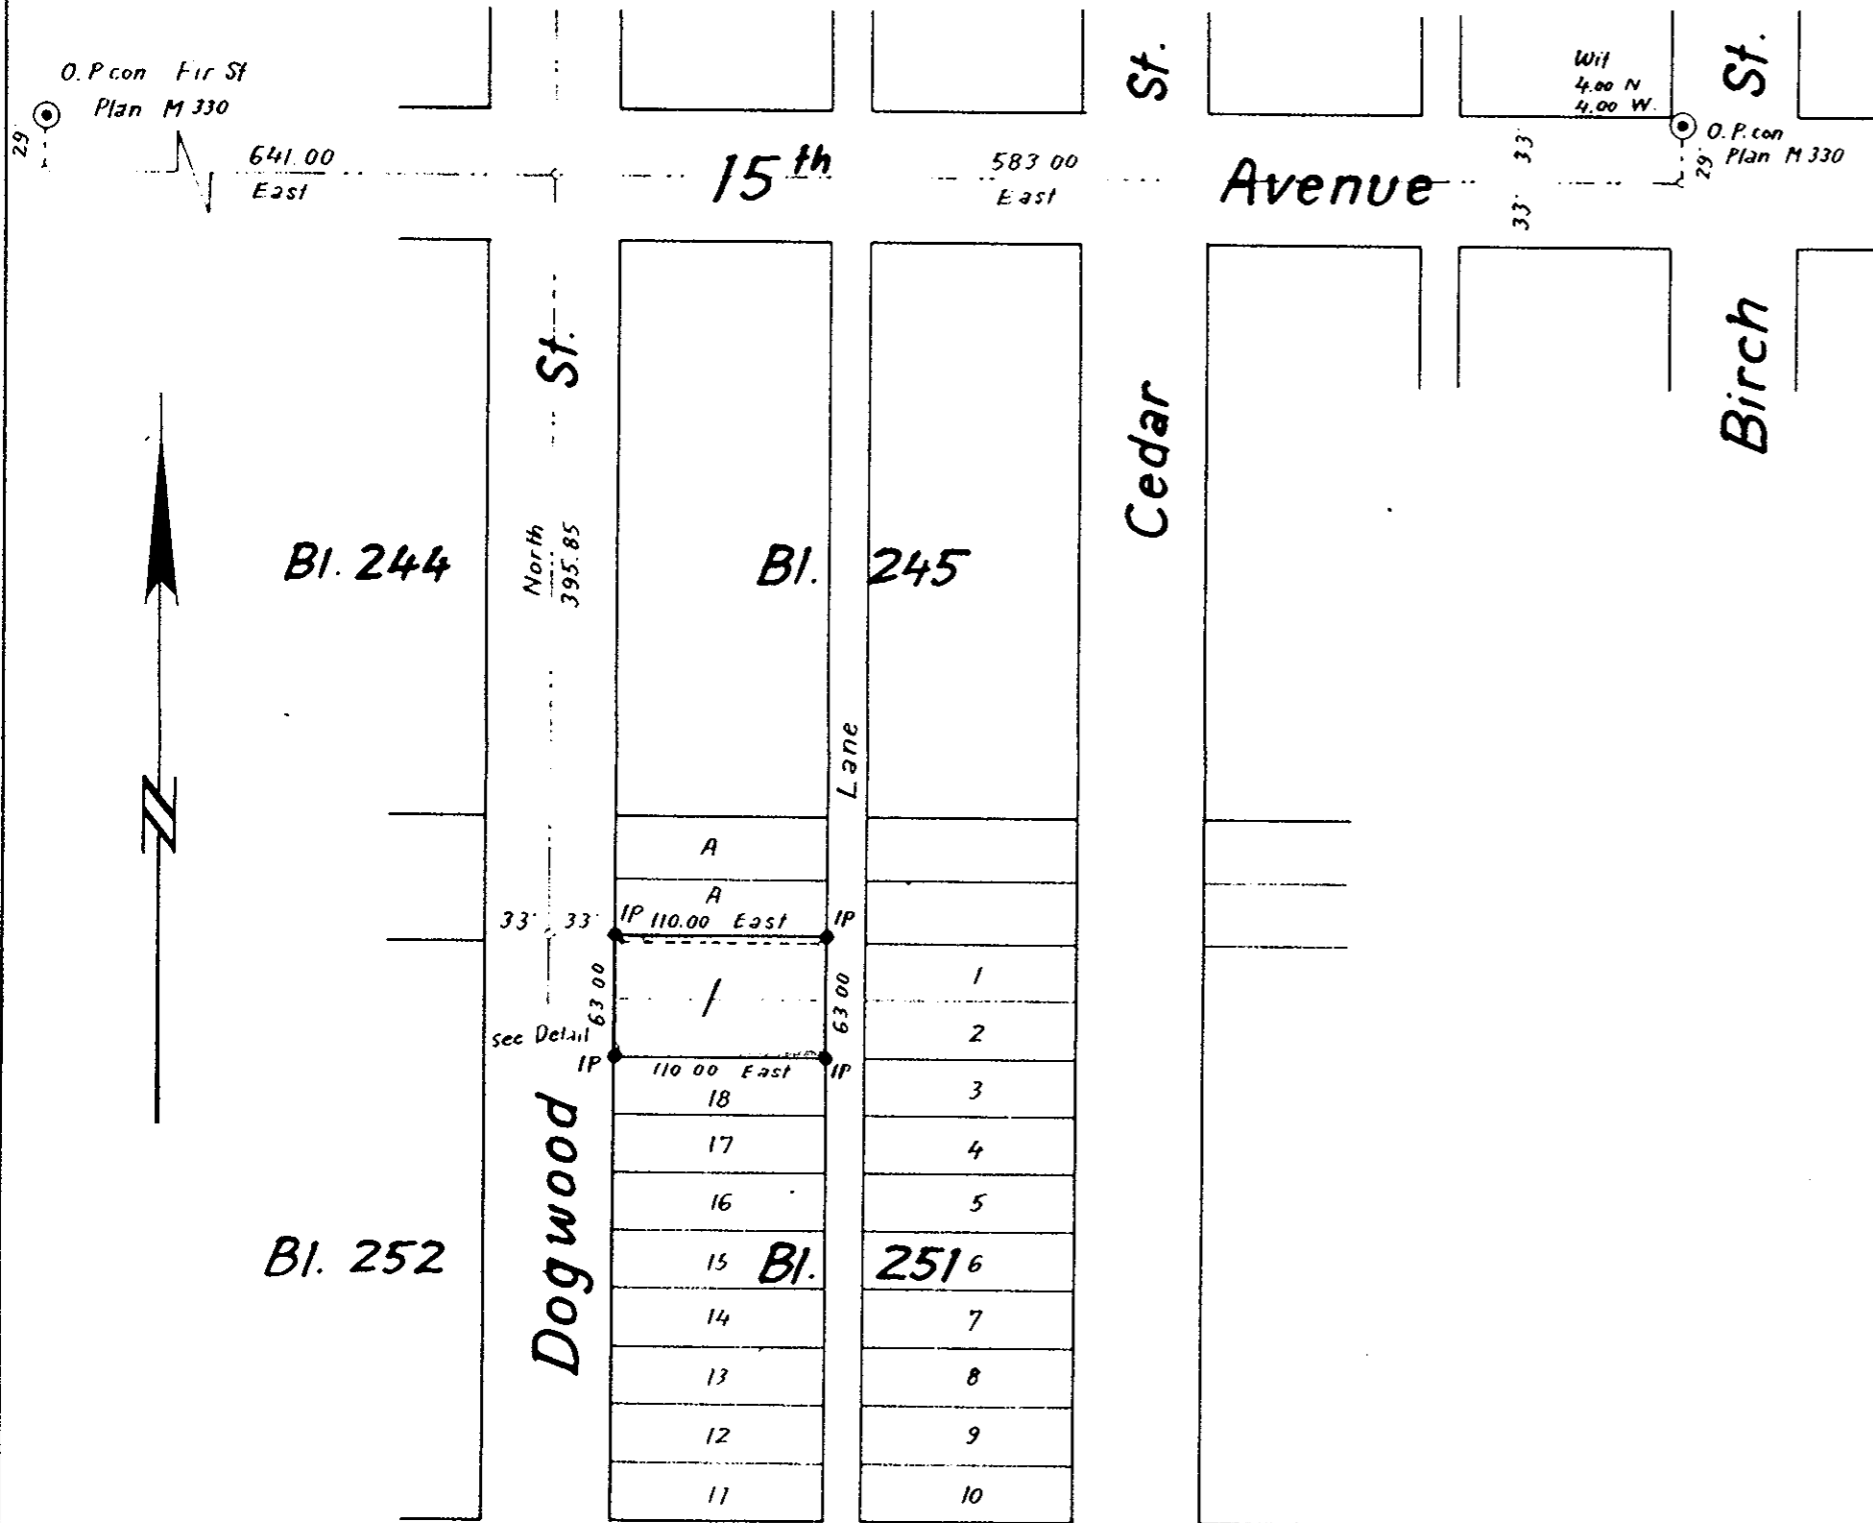 O.P con Fir St
Plan M 330
29'
641.00
East
15th Avenue
583 00
East
33'
33'
Wit
4.00 N
4.00 W.
O.P. con
Plan M 330
29'
St.
St.
St.
Birch
Cedar
North
395.85
Bl. 244
Bl. 245
Lane
N
A
A
33' 33'
IP 110.00 East IP
63 00
1
63 00
see Detail
IP 110 00 East IP
Dogwood
18
17
16
15
14
13
12
11
1
2
3
4
5
6
7
8
9
10
Bl. 252
Bl. 251